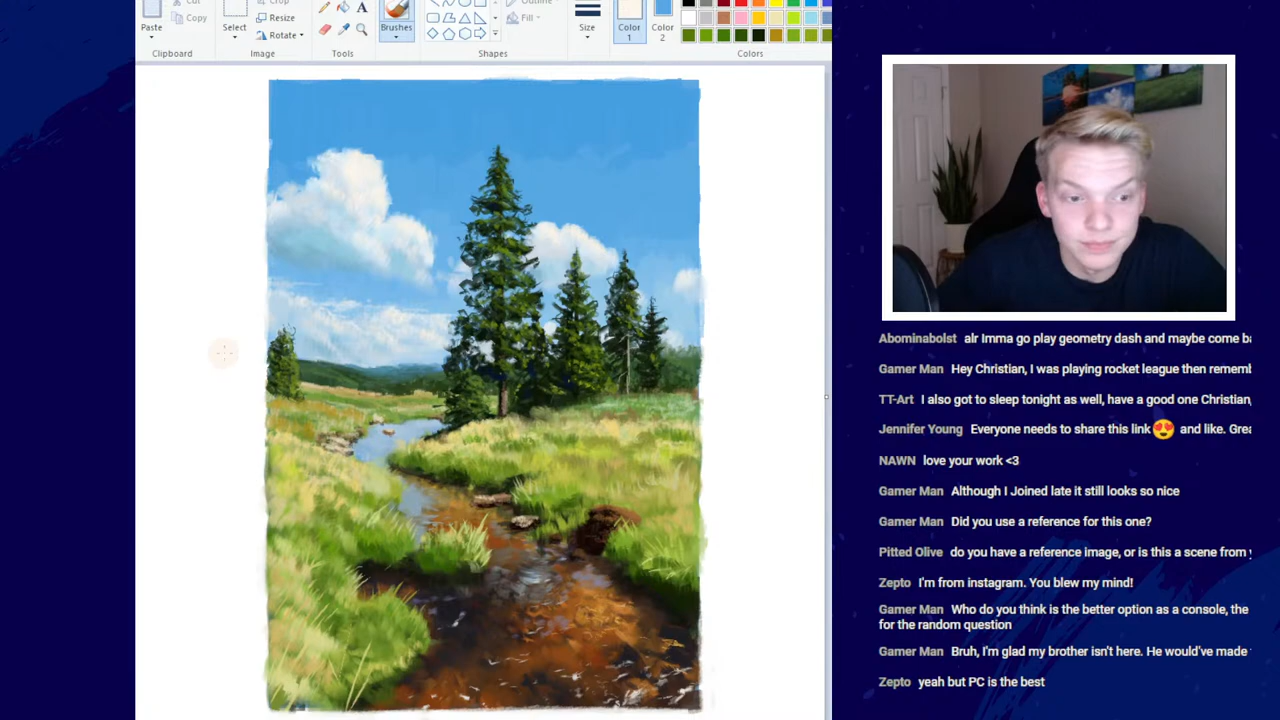 Cut
Crop
Outline
Copy
Resize
Fill
Paste
Select
Rotate
Brushes
Size
Color
1
Color
2
Clipboard
Image
Tools
Shapes
Colors
Abominabolst alr Imma go play geometry dash and maybe come ba
Gamer Man Hey Christian, I was playing rocket league then rememb
TT-Art I also got to sleep tonight as well, have a good one Christian,
Jennifer Young Everyone needs to share this link😍 and like. Grea
NAWN love your work <3
Gamer Man Although I Joined late it still looks so nice
Gamer Man Did you use a reference for this one?
Pitted Olive do you have a reference image, or is this a scene from y
Zepto I'm from instagram. You blew my mind!
Gamer Man Who do you think is the better option as a console, the
for the random question
Gamer Man Bruh, I'm glad my brother isn't here. He would've made
Zepto yeah but PC is the best